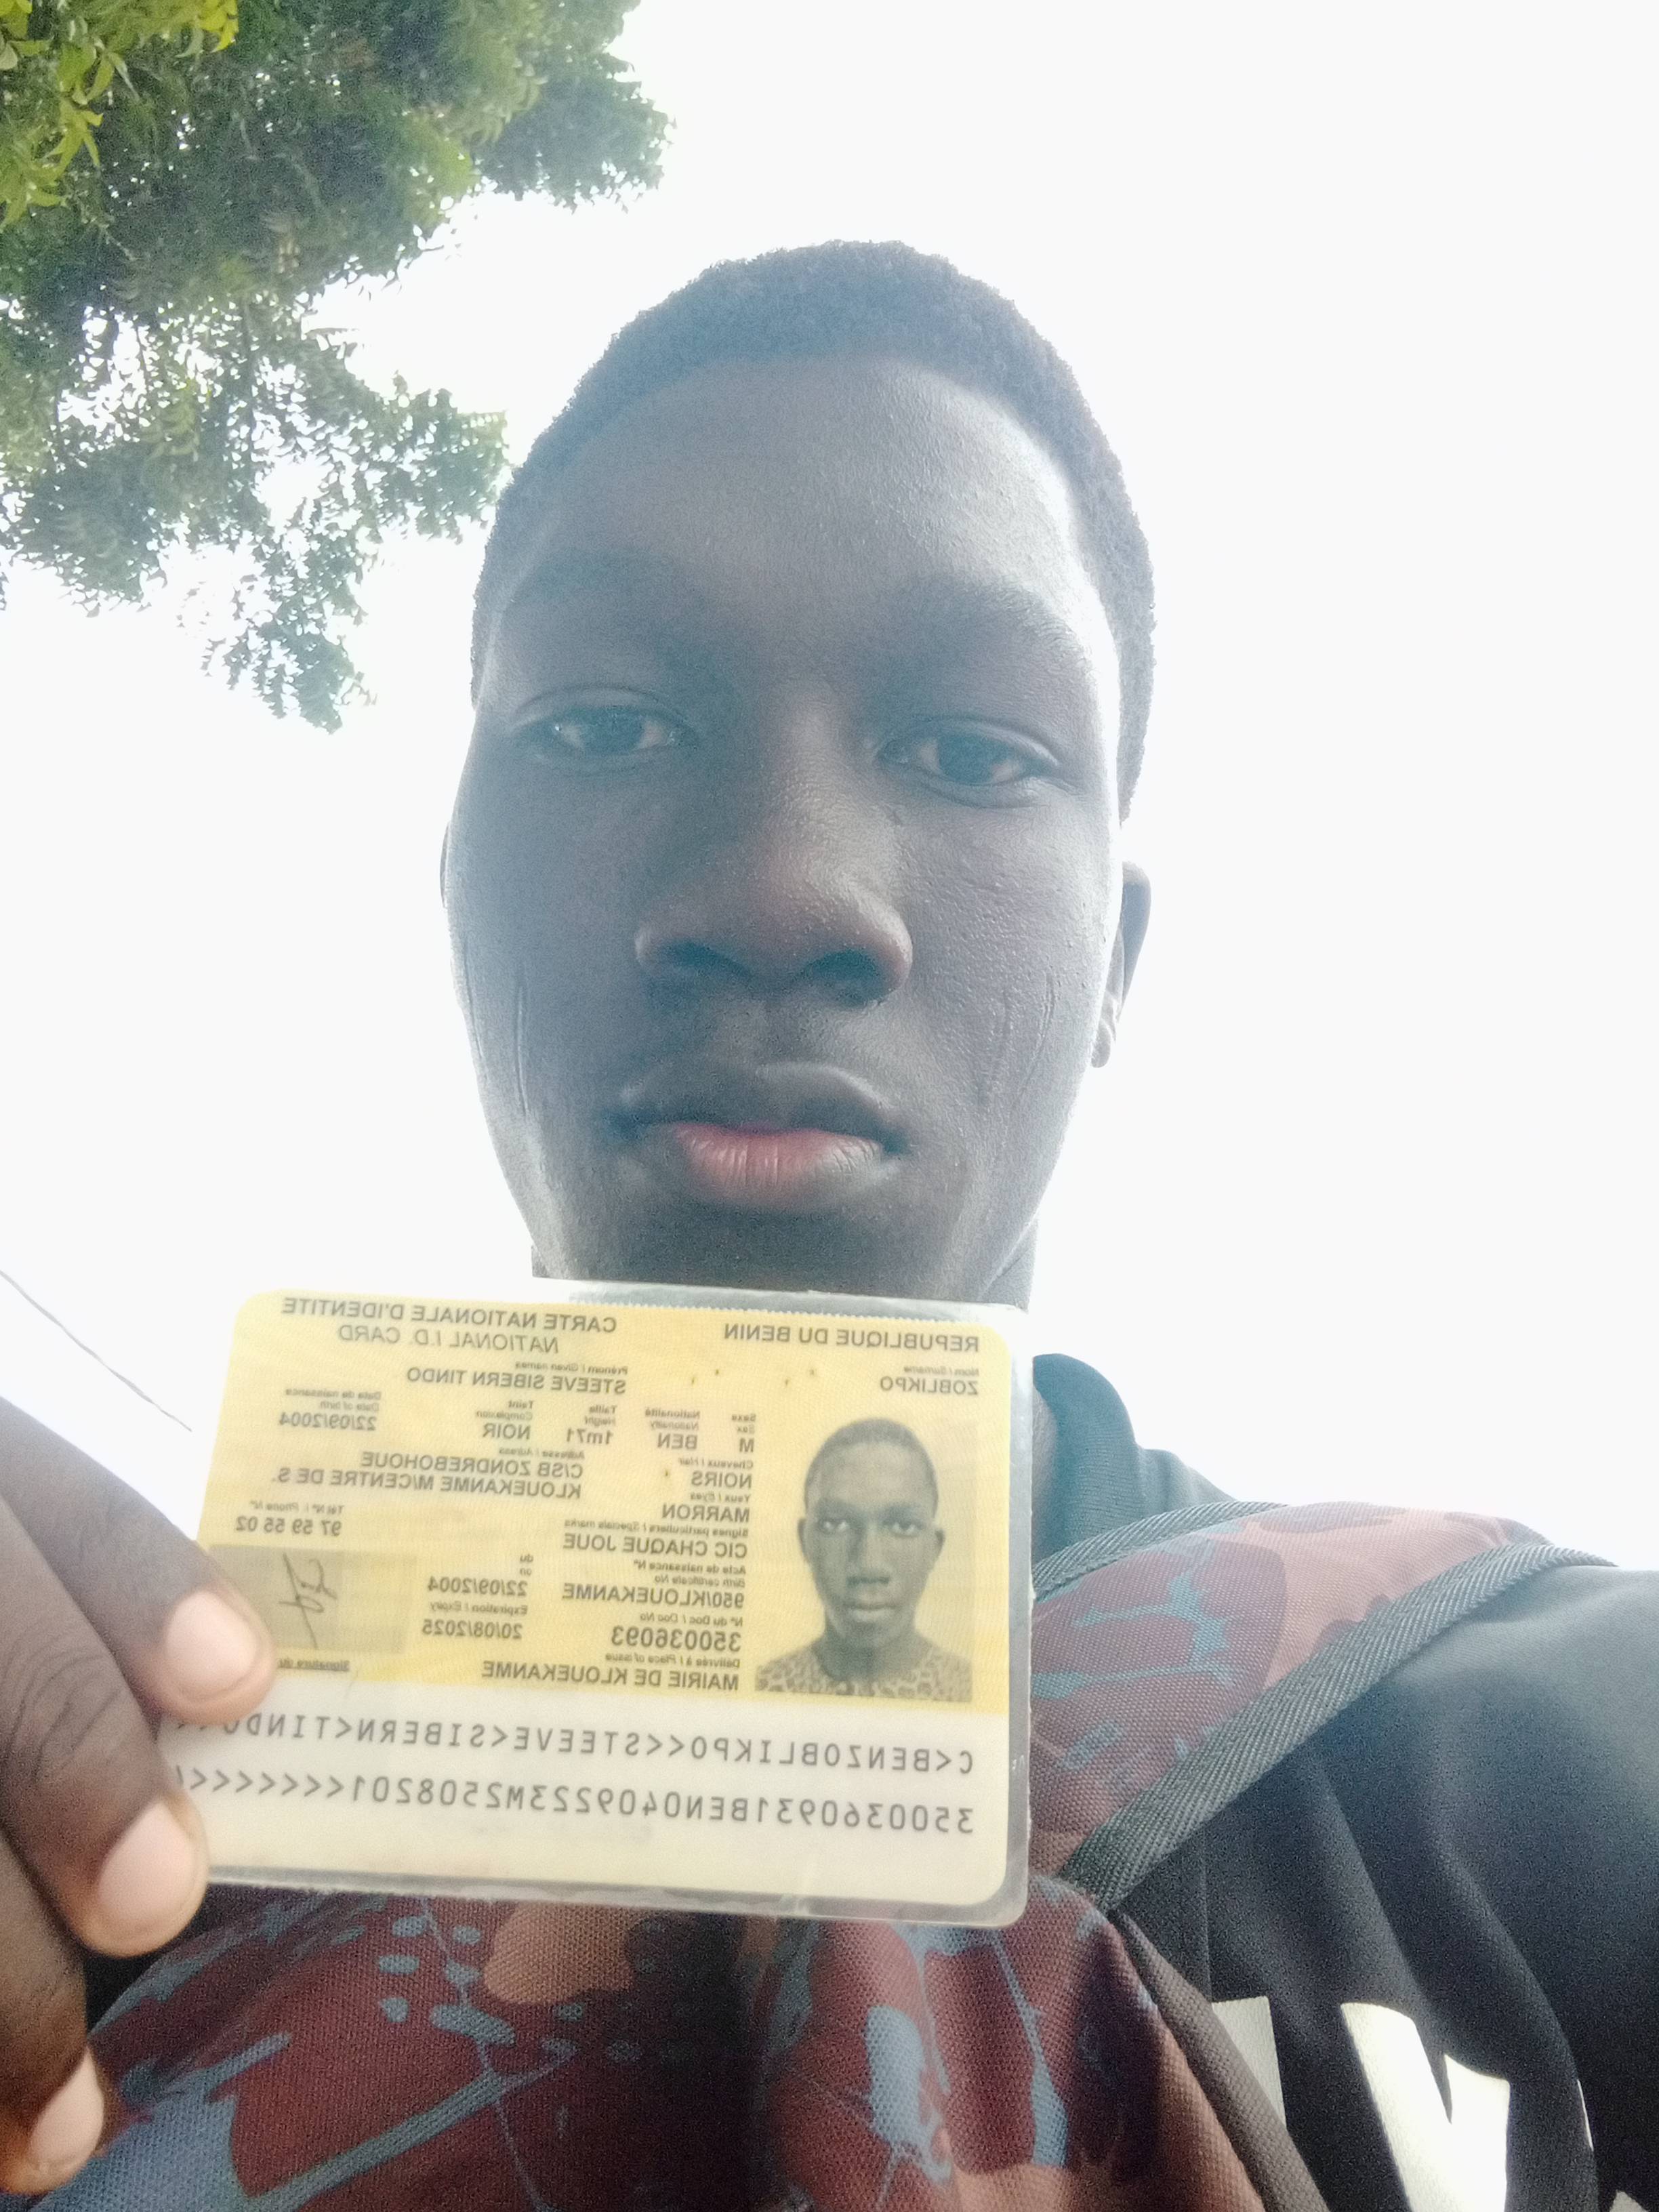 REPUBLIQUE DU BENIN
CARTE NATIONALE D'IDENTITE
NATIONAL I.D. CARD
Nom / Surname
ZOBLIKPO
Prénom / Given names
STEEVE SIBERN TINDO
Sexe Nationalité Taille Teint Date de naissance
Sex Nationality Height Complexion Date of birth
M BEN 1m71 NOIR 22/09/2004
Cheveux / Hair
NOIRS
Adresse / Adress
C/SB ZONDREBOHOUE
KLOUEKANME M/CENTRE DE S.
Yeux / Eyes
MARRON
Signes particuliers / Specials marks
CIC CHAQUE JOUE
Tel N° / Phone N°
97 59 55 02
Acte de naissance N° du
Birth certificate No on
950/KLOUEKANME 22/09/2004
N° du Doc / Doc No
350036093
Expiration / Expiry
20/08/2025
Délivrée à / Place of issue
MAIRIE DE KLOUEKANME
Signature du
C<BENZOBLIKPO<<STEEVE<SIBERN<TINDO<<
3500360931BEN0409223M2508201<<<<<<<